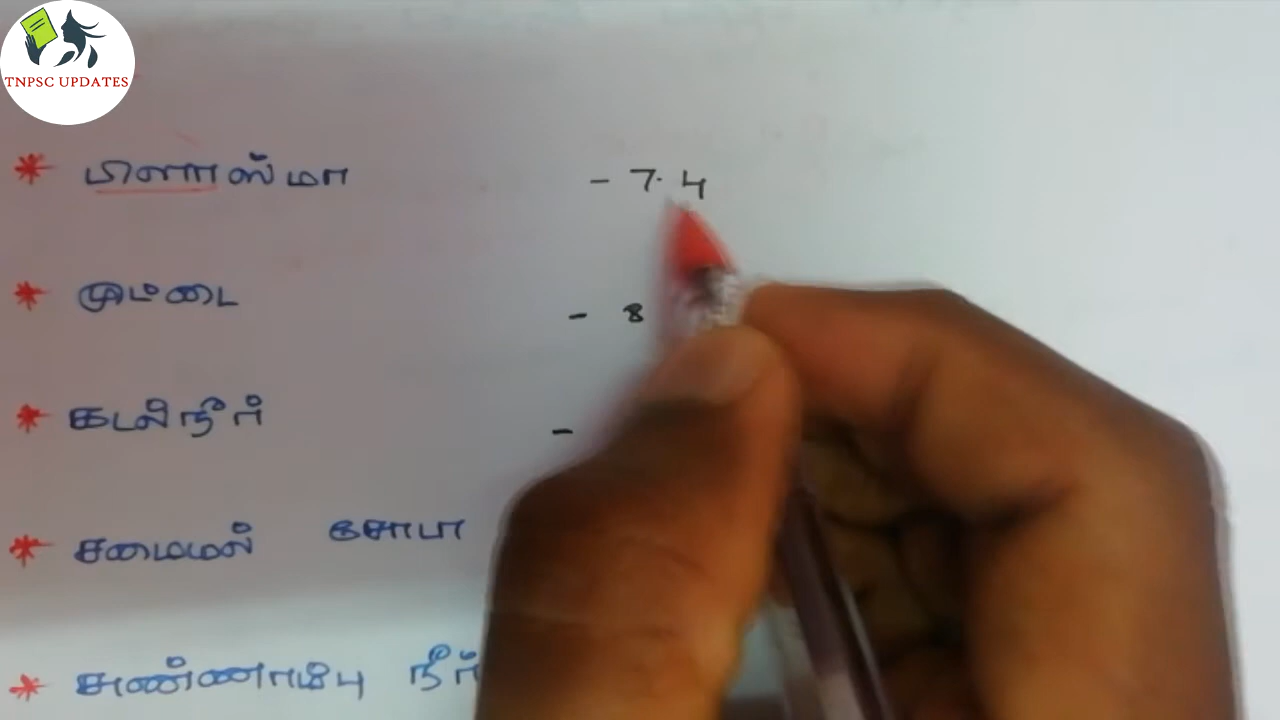 TNPSC UPDATES
* பிளாஸ்மா - 7.4
* முட்டை - 8
* கடல்நீர் -
* சமையல் சோடா
* சுண்ணாம்பு நீர்